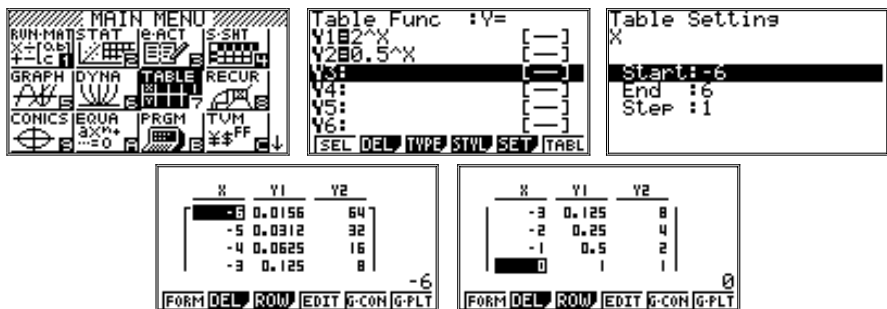 MAIN MENU
RUN·MAT STAT e·ACT S·SHT
GRAPH DYNA TABLE RECUR
CONICS EQUA PRGM TVM
Table Func :Y=
Y1=2^X [—]
Y2=0.5^X [—]
Y3: [—]
Y4: [—]
Y5: [—]
Y6: [—]
SEL DEL TYPE STYL SET TABL
Table Setting
X
Start:-6
End :6
Step :1
X Y1 Y2
-6 0.0156 64
-5 0.0312 32
-4 0.0625 16
-3 0.125 8
-6
FORM DEL ROW EDIT G·CON G·PLT
X Y1 Y2
-3 0.125 8
-2 0.25 4
-1 0.5 2
0 1 1
0
FORM DEL ROW EDIT G·CON G·PLT